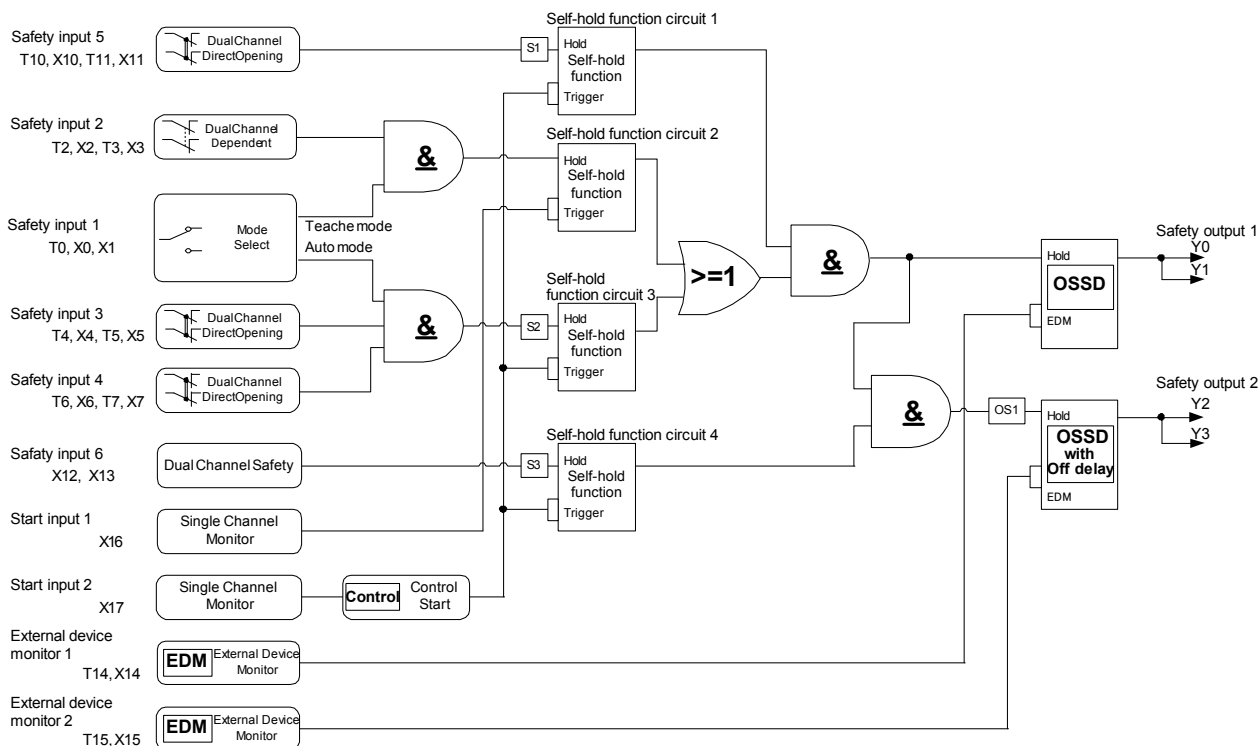 Safety input 5
T10, X10, T11, X11
DualChannel
DirectOpening
S1
Self-hold function circuit 1
Hold
Self-hold
function
Trigger
Safety input 2
T2, X2, T3, X3
DualChannel
Dependent
&
Self-hold function circuit 2
Hold
Self-hold
function
Trigger
Safety input 1
T0, X0, X1
Mode
Select
Teache mode
Auto mode
>=1
&
Safety input 3
T4, X4, T5, X5
DualChannel
DirectOpening
&
S2
Self-hold
function circuit 3
Hold
Self-hold
function
Trigger
Safety input 4
T6, X6, T7, X7
DualChannel
DirectOpening
Hold
OSSD
EDM
Safety output 1
Y0
Y1
&
OS1
Hold
OSSD
with
Off delay
EDM
Safety output 2
Y2
Y3
Safaty input 6
X12, X13
Dual Channel Safety
S3
Self-hold function circuit 4
Hold
Self-hold
function
Trigger
Start input 1
X16
Single Channel
Monitor
Start input 2
X17
Single Channel
Monitor
Control
Control
Start
External device
monitor 1
T14, X14
EDM
External Device
Monitor
External device
monitor 2
T15, X15
EDM
External Device
Monitor